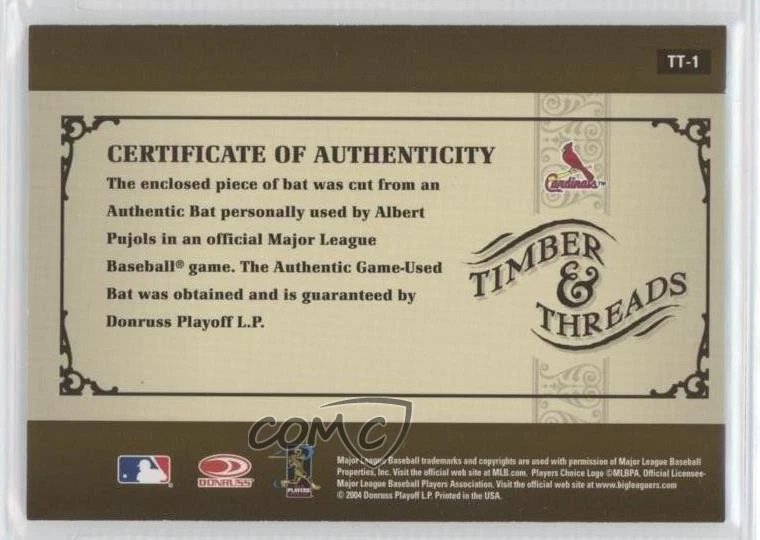 TT-1
CERTIFICATE OF AUTHENTICITY
The enclosed piece of bat was cut from an
Authentic Bat personally used by Albert
Pujols in an official Major League
Baseball® game. The Authentic Game-Used
Bat was obtained and is guaranteed by
Donruss Playoff L.P.
Cardinals™
TIMBER
&
THREADS
COMC
DONRUSS
PLAYERS
Major League Baseball trademarks and copyrights are used with permission of Major League Baseball
Properties, Inc. Visit the official web site at MLB.com. Players Choice Logo ©MLBPA. Official Licensee-
Major League Baseball Players Association. Visit the official web site at www.bigleaguers.com
© 2004 Donruss Playoff L.P. Printed in the USA.